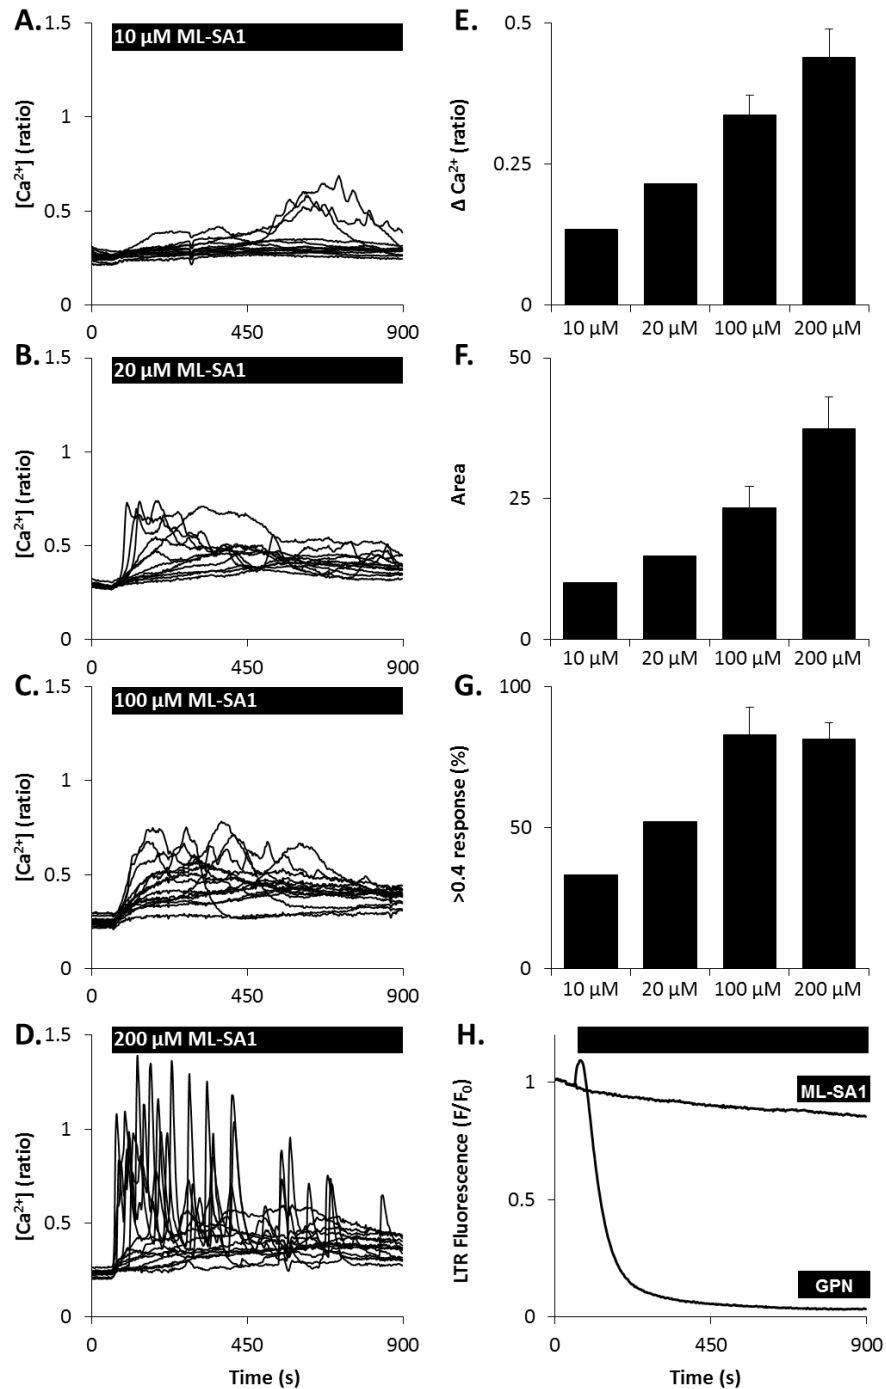 A.
10 µM ML-SA1
1.5
1
0.5
0
[Ca²⁺] (ratio)
0
450
900
B.
20 µM ML-SA1
1.5
1
0.5
0
[Ca²⁺] (ratio)
0
450
900
C.
100 µM ML-SA1
1.5
1
0.5
0
[Ca²⁺] (ratio)
0
450
900
D.
200 µM ML-SA1
1.5
1
0.5
0
[Ca²⁺] (ratio)
0
450
900
Time (s)
E.
0.5
0.25
0
Δ Ca²⁺ (ratio)
10 µM
20 µM
100 µM
200 µM
F.
50
25
0
Area
10 µM
20 µM
100 µM
200 µM
G.
100
50
0
>0.4 response (%)
10 µM
20 µM
100 µM
200 µM
H.
1
0.5
0
LTR Fluorescence (F/F₀)
ML-SA1
GPN
0
450
900
Time (s)